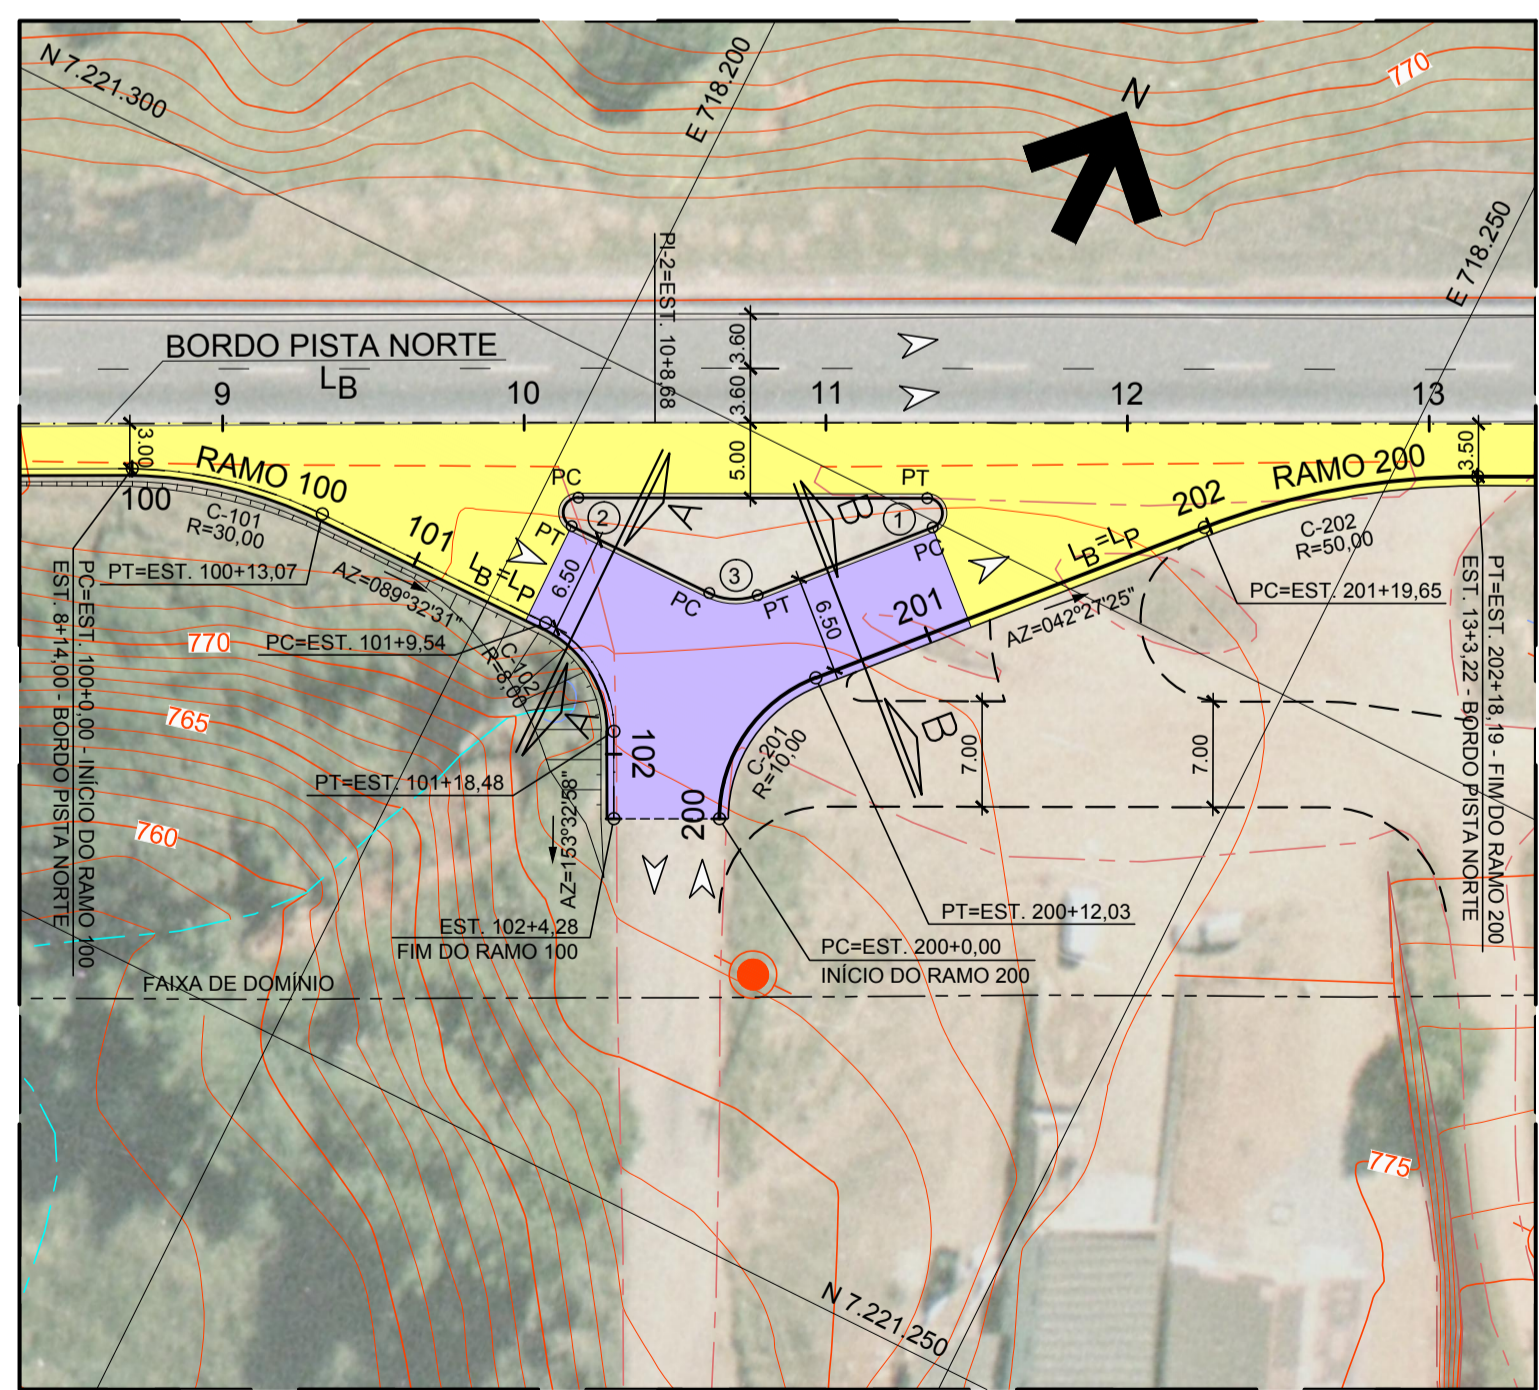 N 7.221.300
E 718.200
770
N
E 718.250
PI-2=EST. 10+8,68
3.60
3.60
BORDO PISTA NORTE
LB
9
10
11
12
13
3.00
5.00
3.50
RAMO 100
RAMO 200
100
C-101
R=30,00
101
LB=LP
PC
PT
PT
PC
2
1
3
PC
PT
A
B
202
LB=LP
C-202
R=50,00
PT=EST. 100+13,07
AZ=089°32'31"
6.50
6.50
201
AZ=042°27'25"
PC=EST. 201+19,65
PC=EST. 101+9,54
C-102
R=8,00
770
765
760
A
B
PT=EST. 101+18,48
102
200
C-201
R=10,00
7.00
7.00
AZ=153°32'58"
PC=EST. 100+0,00 - INÍCIO DO RAMO 100
EST. 8+14,00 - BORDO PISTA NORTE
PT=EST. 202+18,19 - FIM DO RAMO 200
EST. 13+3,22 - BORDO PISTA NORTE
EST. 102+4,28
FIM DO RAMO 100
PT=EST. 200+12,03
PC=EST. 200+0,00
INÍCIO DO RAMO 200
FAIXA DE DOMÍNIO
775
N 7.221.250